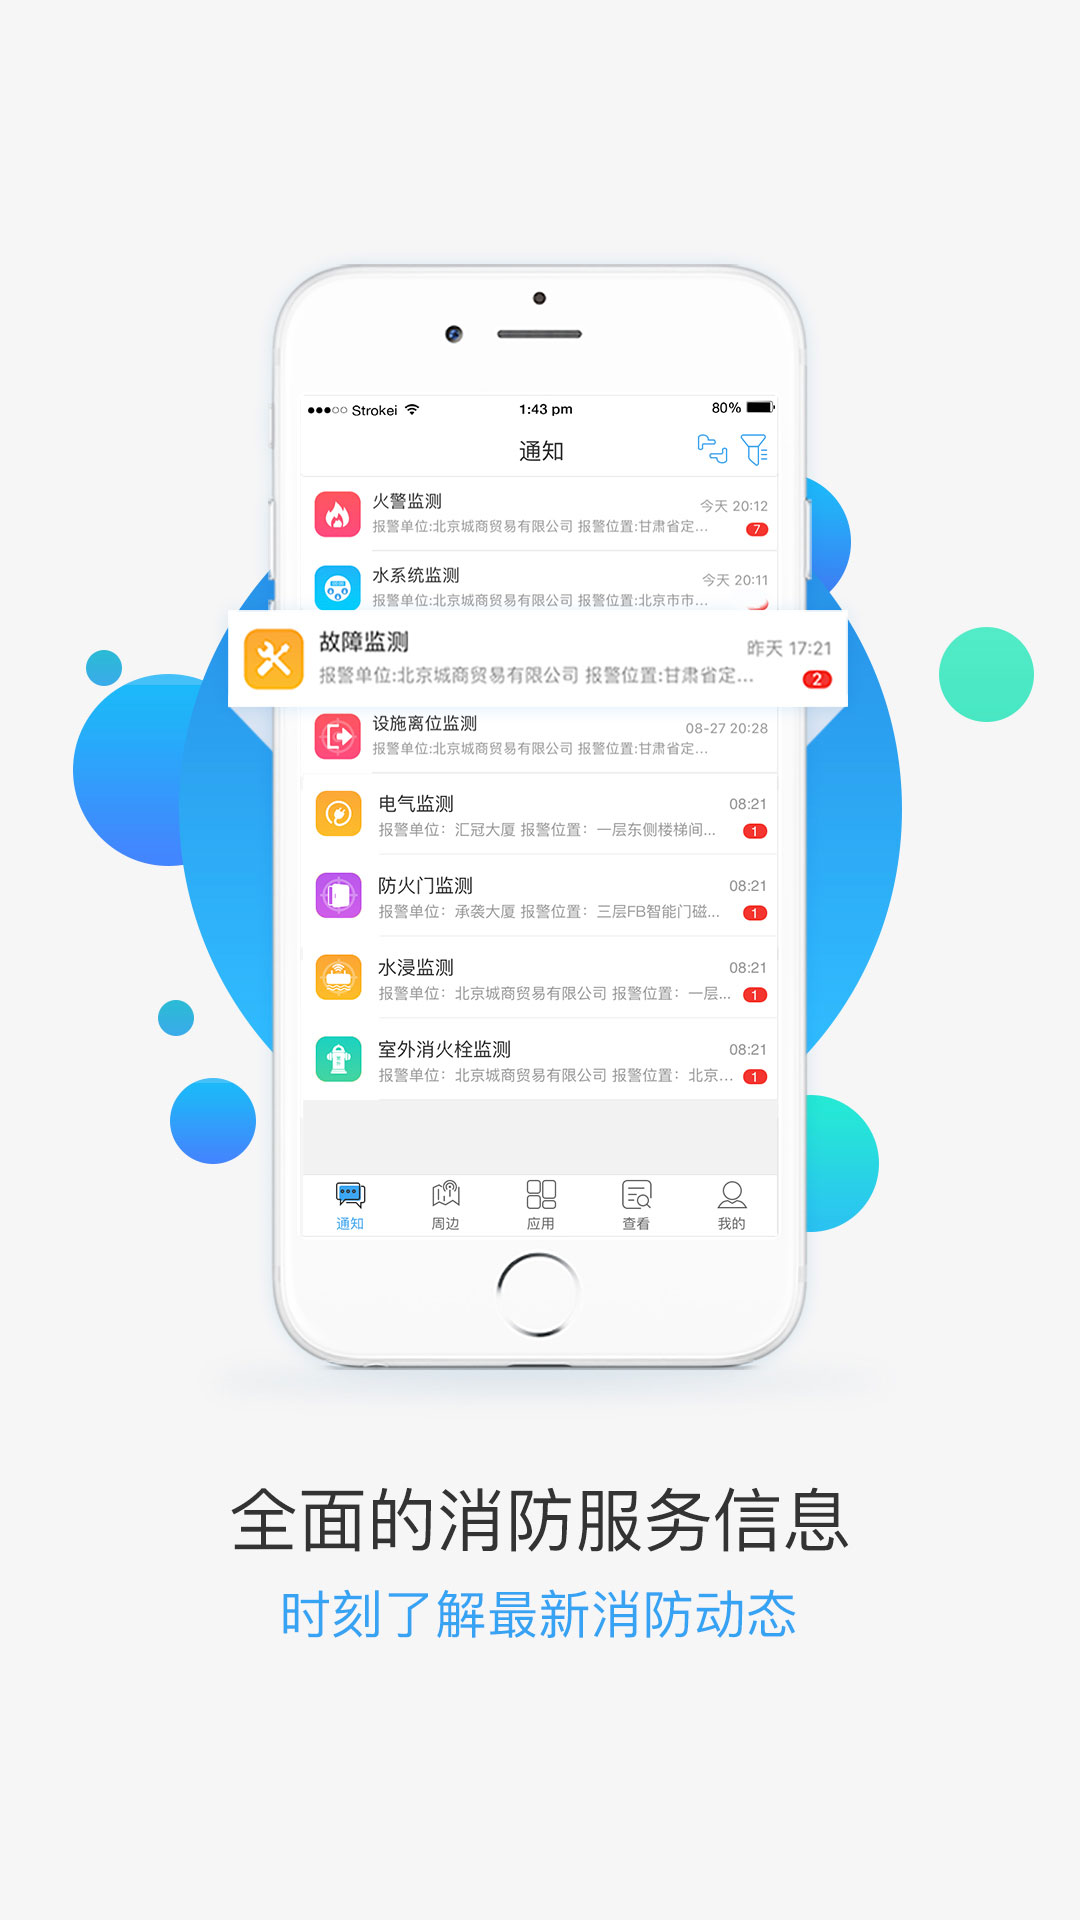 Strokei
1:43 pm
80%
通知
火警监测
今天 20:12
报警单位:北京城商贸易有限公司 报警位置:甘肃省定...
7
水系统监测
今天 20:11
报警单位:北京城商贸易有限公司 报警位置:北京市市...
故障监测
昨天 17:21
报警单位:北京城商贸易有限公司 报警位置:甘肃省定...
2
设施离位监测
08-27 20:28
报警单位:北京城商贸易有限公司 报警位置:甘肃省定...
电气监测
08:21
报警单位：汇冠大厦 报警位置：一层东侧楼梯间...
1
防火门监测
08:21
报警单位：承袭大厦 报警位置：三层FB智能门磁...
1
水浸监测
08:21
报警单位：北京城商贸易有限公司 报警位置：一层...
1
室外消火栓监测
08:21
报警单位：北京城商贸易有限公司 报警位置：北京...
1
通知
周边
应用
查看
我的
全面的消防服务信息
时刻了解最新消防动态